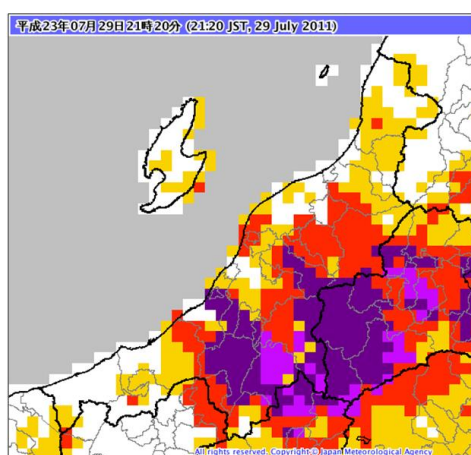 平成23年07月29日21時20分 (21:20 JST, 29 July 2011)
All rights reserved. Copyright © Japan Meteorological Agency